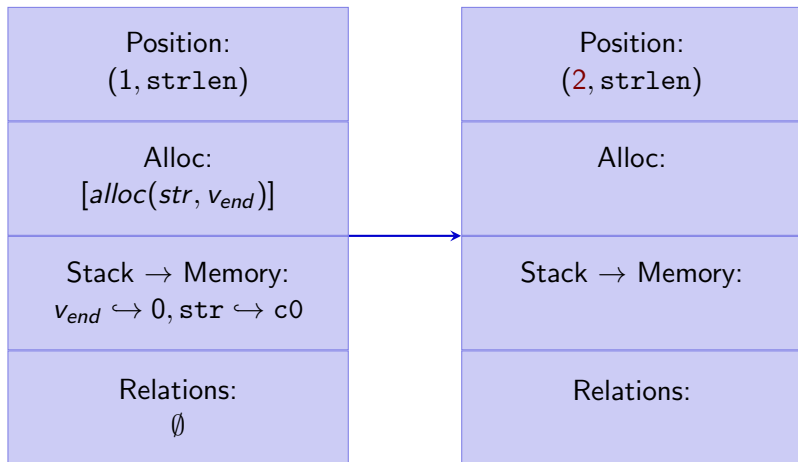 Position:
(1, strlen)
Alloc:
[alloc(str, v_end)]
Stack → Memory:
v_end ↪ 0, str ↪ c0
Relations:
∅
Position:
(2, strlen)
Alloc:
Stack → Memory:
Relations: